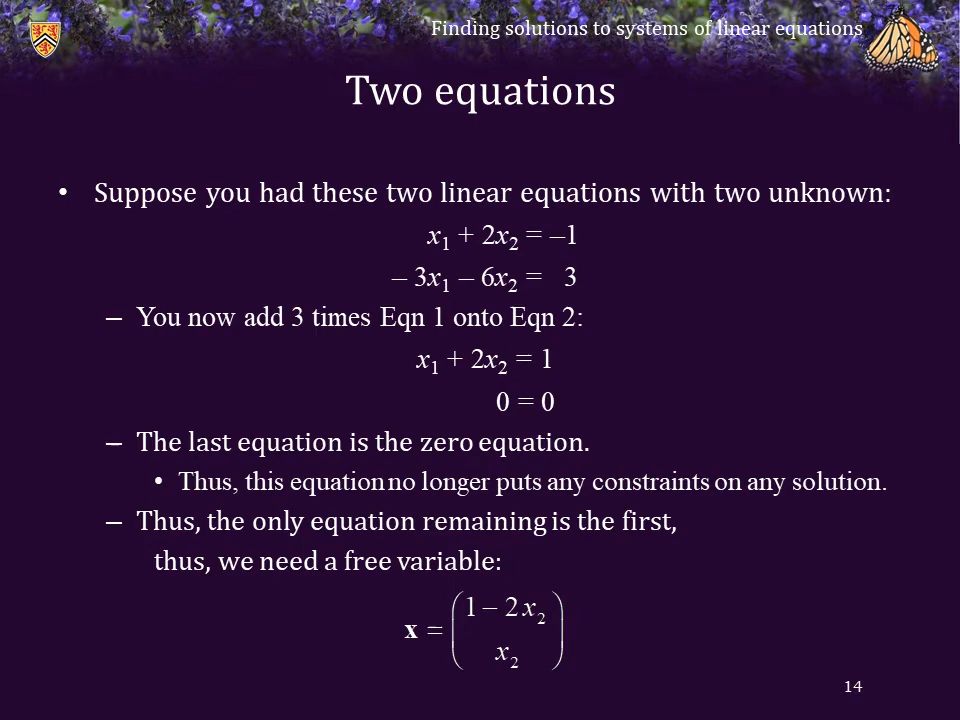 Finding solutions to systems of linear equations
Two equations
• Suppose you had these two linear equations with two unknown:
x₁ + 2x₂ = –1
– 3x₁ – 6x₂ = 3
– You now add 3 times Eqn 1 onto Eqn 2:
x₁ + 2x₂ = 1
0 = 0
– The last equation is the zero equation.
• Thus, this equation no longer puts any constraints on any solution.
– Thus, the only equation remaining is the first,
thus, we need a free variable:
1 – 2x₂
x =
x₂
14